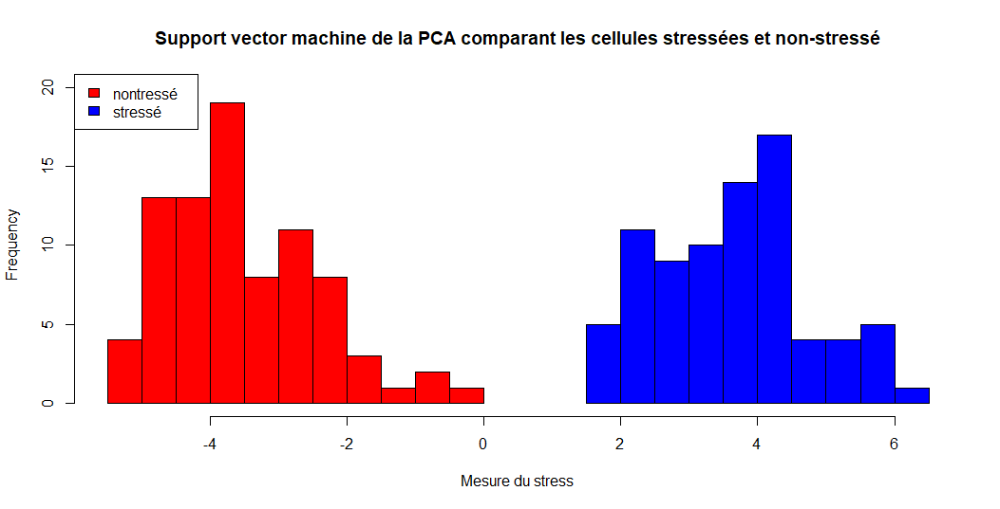 Support vector machine de la PCA comparant les cellules stressées et non-stressé
nontressé
stressé
20
15
10
5
0
Frequency
-4 -2 0 2 4 6
Mesure du stress